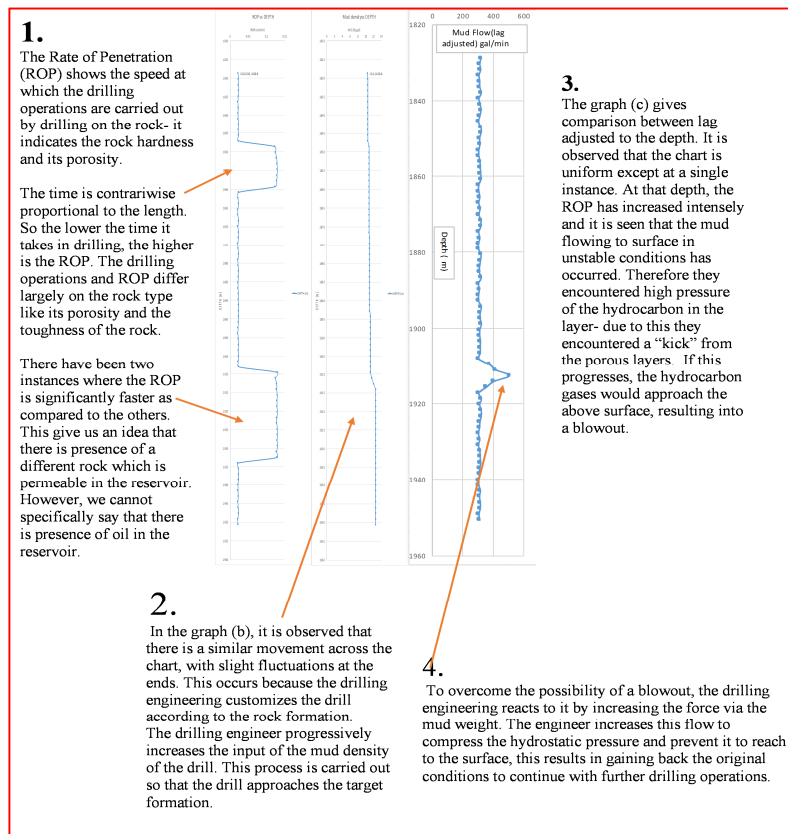 1.
The Rate of Penetration
(ROP) shows the speed at
which the drilling
operations are carried out
by drilling on the rock- it
indicates the rock hardness
and its porosity.
The time is contrariwise
proportional to the length.
So the lower the time it
takes in drilling, the higher
is the ROP. The drilling
operations and ROP differ
largely on the rock type
like its porosity and the
toughness of the rock.
There have been two
instances where the ROP
is significantly faster as
compared to the others.
This give us an idea that
there is presence of a
different rock which is
permeable in the reservoir.
However, we cannot
specifically say that there
is presence of oil in the
reservoir.
ROP vs DEPTH
Mud density vs DEPTH
0 200 400 600
Mud Flow(lag
adjusted) gal/min
1820
1840
1860
1880
1900
1920
1940
1960
Depth ( m)
3.
The graph (c) gives
comparison between lag
adjusted to the depth. It is
observed that the chart is
uniform except at a single
instance. At that depth, the
ROP has increased intensely
and it is seen that the mud
flowing to surface in
unstable conditions has
occurred. Therefore they
encountered high pressure
of the hydrocarbon in the
layer- due to this they
encountered a “kick” from
the porous layers. If this
progresses, the hydrocarbon
gases would approach the
above surface, resulting into
a blowout.
2.
In the graph (b), it is observed that
there is a similar movement across the
chart, with slight fluctuations at the
ends. This occurs because the drilling
engineering customizes the drill
according to the rock formation.
The drilling engineer progressively
increases the input of the mud density
of the drill. This process is carried out
so that the drill approaches the target
formation.
4.
To overcome the possibility of a blowout, the drilling
engineering reacts to it by increasing the force via the
mud weight. The engineer increases this flow to
compress the hydrostatic pressure and prevent it to reach
to the surface, this results in gaining back the original
conditions to continue with further drilling operations.